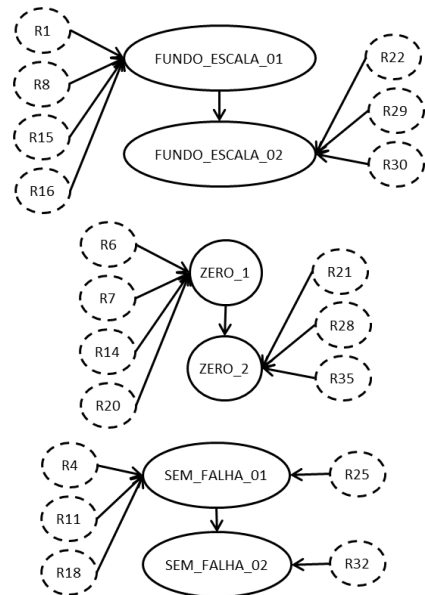 R1
FUNDO_ESCALA_01
R22
R8
R29
R15
FUNDO_ESCALA_02
R30
R16
R6
ZERO_1
R21
R7
R28
R14
ZERO_2
R35
R20
R4
SEM_FALHA_01
R25
R11
R18
SEM_FALHA_02
R32